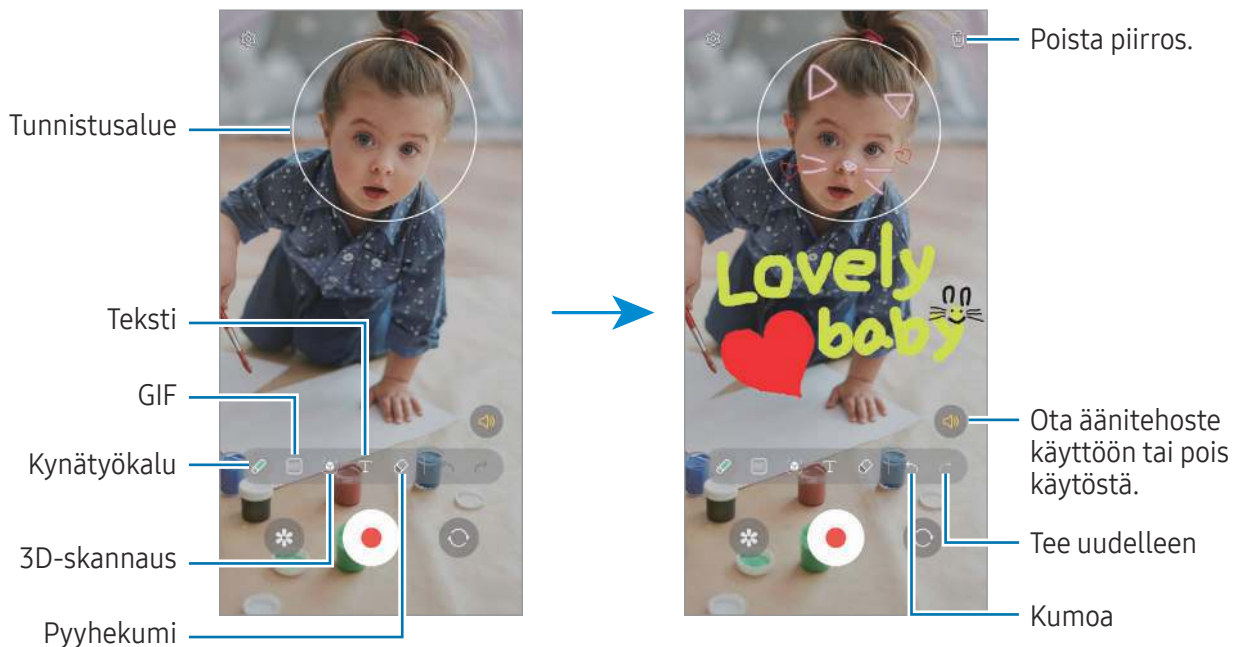 Tunnistusalue
Teksti
GIF
Kynätyökalu
3D-skannaus
Pyyhekumi
Lovely
baby
Poista piirros.
Ota äänitehoste
käyttöön tai pois
käytöstä.
Tee uudelleen
Kumoa